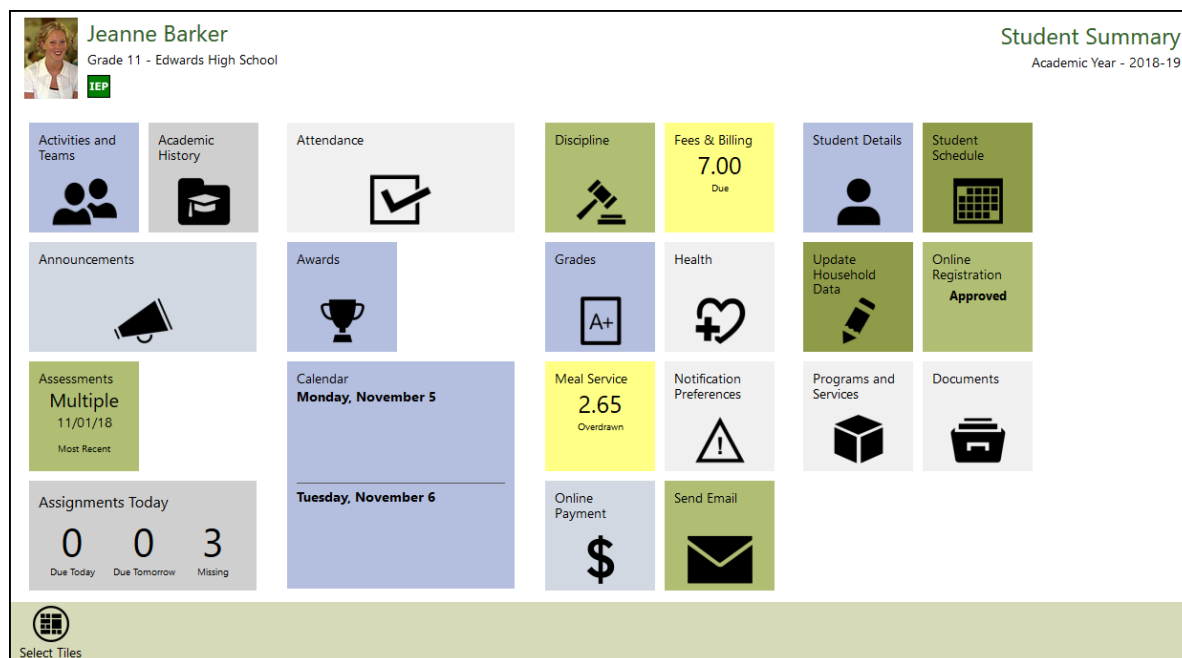 Jeanne Barker
Grade 11 - Edwards High School
IEP
Student Summary
Academic Year - 2018-19
Activities and
Teams
Academic
History
Attendance
Discipline
Fees & Billing
7.00
Due
Student Details
Student
Schedule
Announcements
Awards
Grades
A+
Health
Update
Household
Data
Online
Registration
Approved
Assessments
Multiple
11/01/18
Most Recent
Calendar
Monday, November 5
Tuesday, November 6
Meal Service
2.65
Overdrawn
Notification
Preferences
Programs and
Services
Documents
Assignments Today
0 0 3
Due Today Due Tomorrow Missing
Online
Payment
$
Send Email
Select Tiles